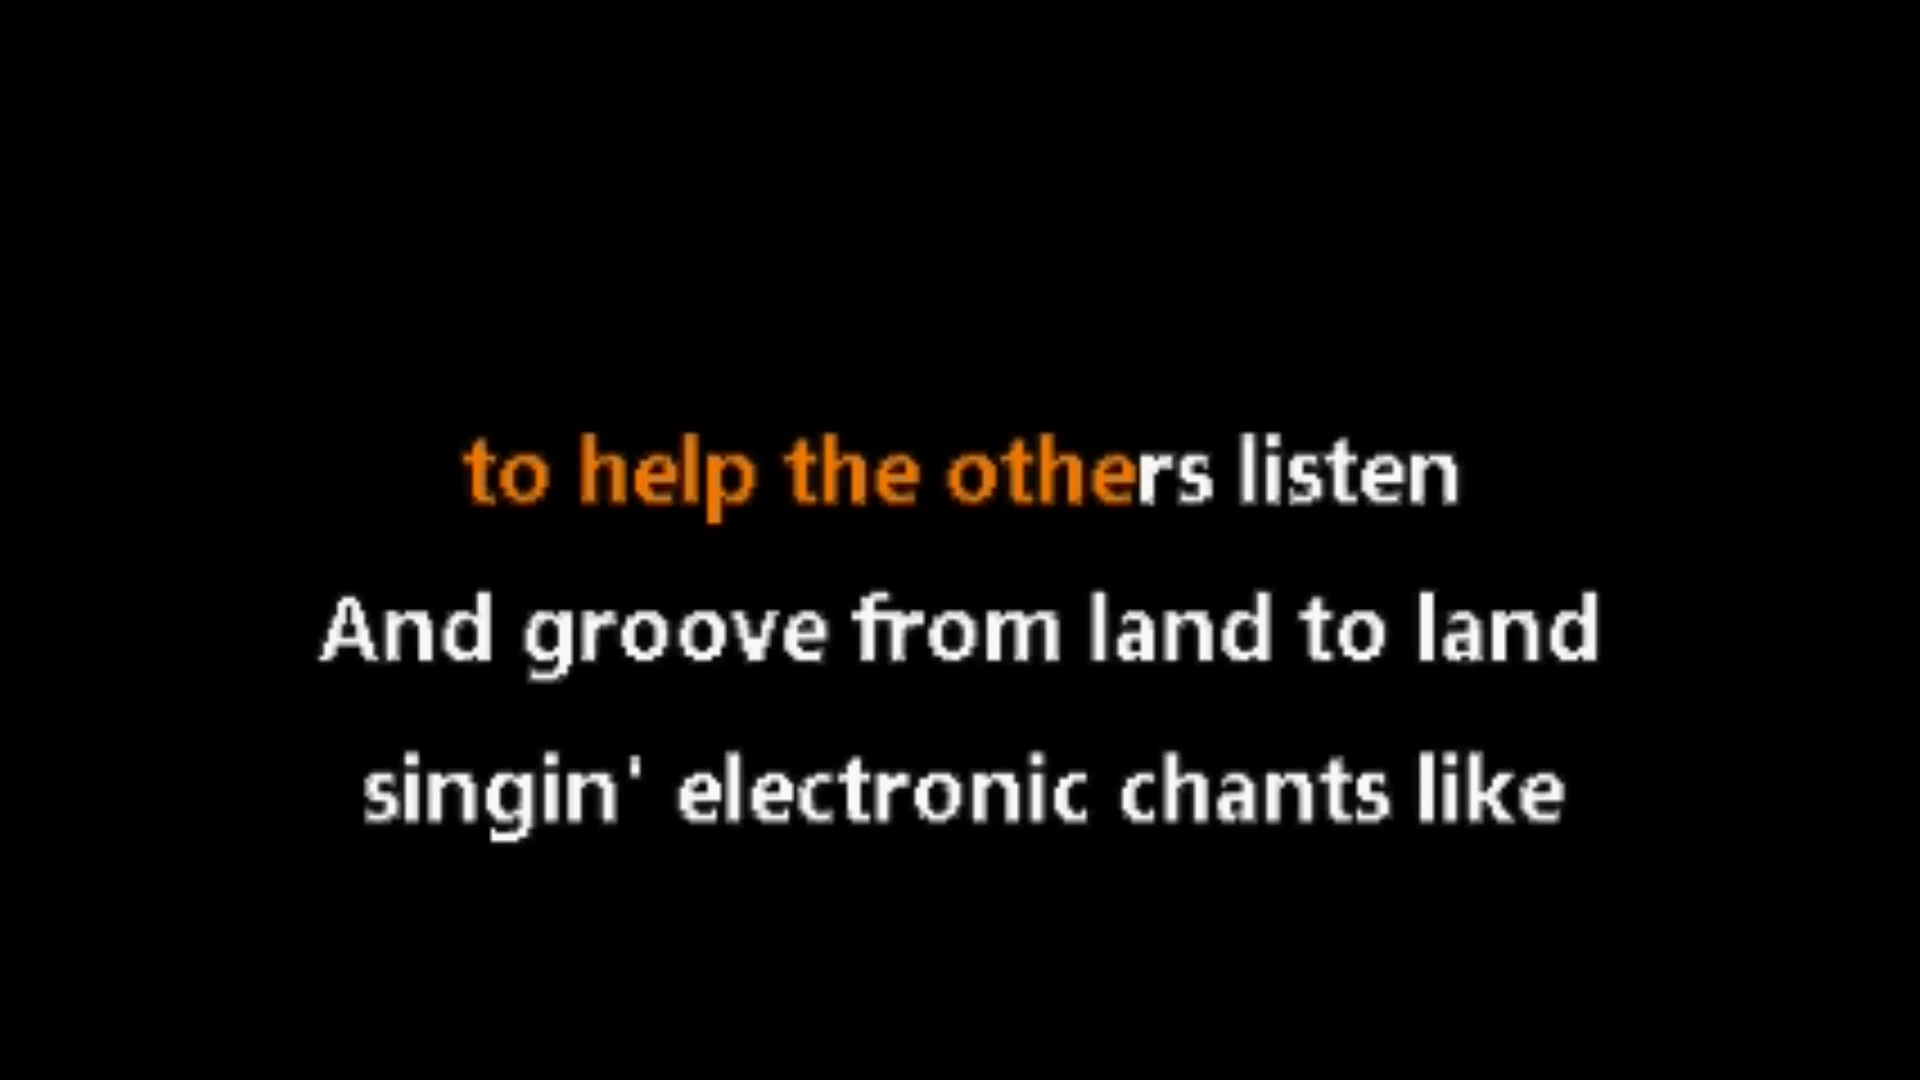 to help the others listen
And groove from land to land
singin' electronic chants like